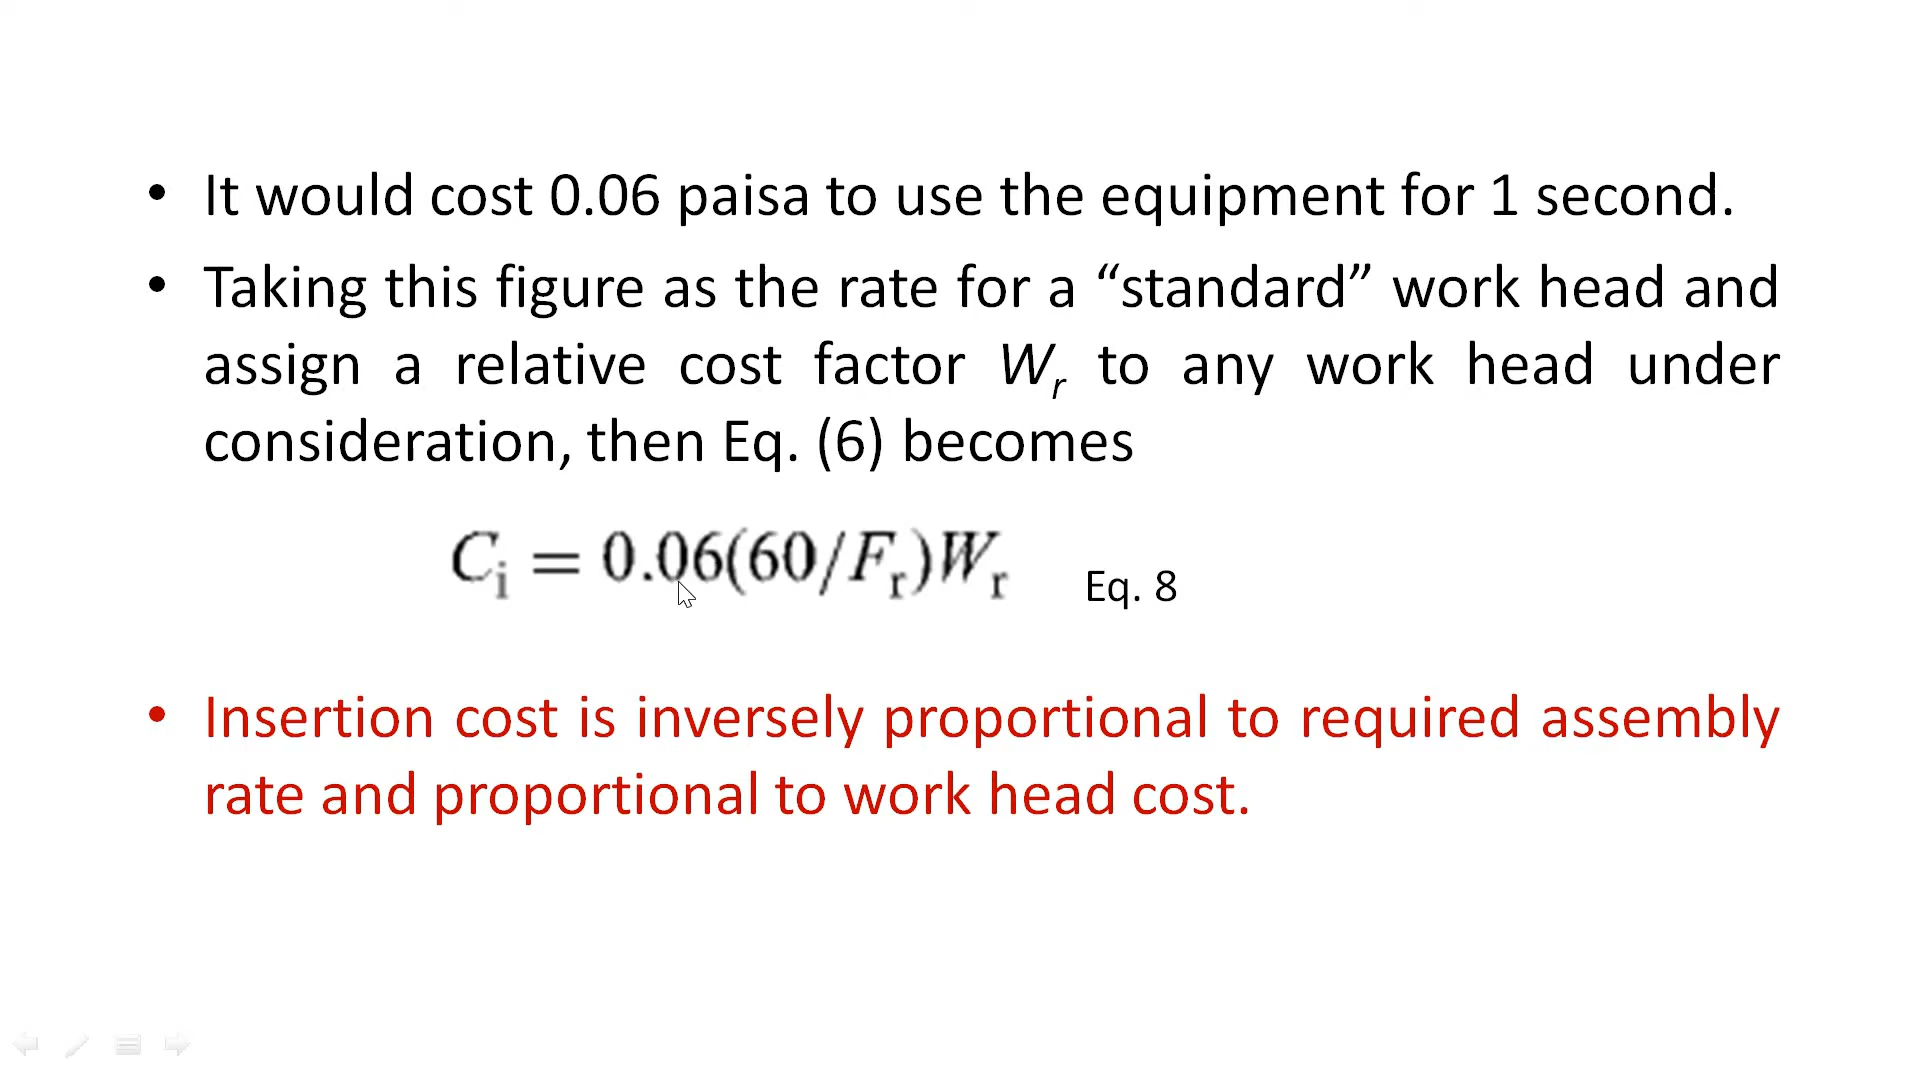 • It would cost 0.06 paisa to use the equipment for 1 second.
• Taking this figure as the rate for a “standard” work head and
assign a relative cost factor Wr to any work head under
consideration, then Eq. (6) becomes
Ci = 0.06(60/Fr)Wr Eq. 8
• Insertion cost is inversely proportional to required assembly
rate and proportional to work head cost.